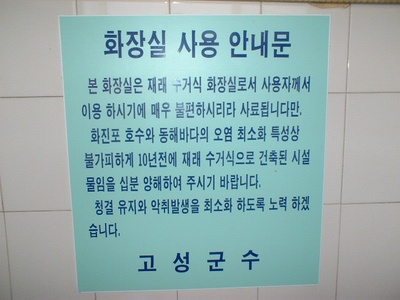 화장실 사용 안내문
본 화장실은 재래 수거식 화장실로서 사용자께서
이용 하시기에 매우 불편하시리라 사료됩니다만,
화진포 호수와 동해바다의 오염 최소화 특성상
불가피하게 10년전에 재래 수거식으로 건축된 시설
물임을 십분 양해하여 주시기 바랍니다.
청결 유지와 악취발생을 최소화 하도록 노력 하겠
습니다.
고성군수